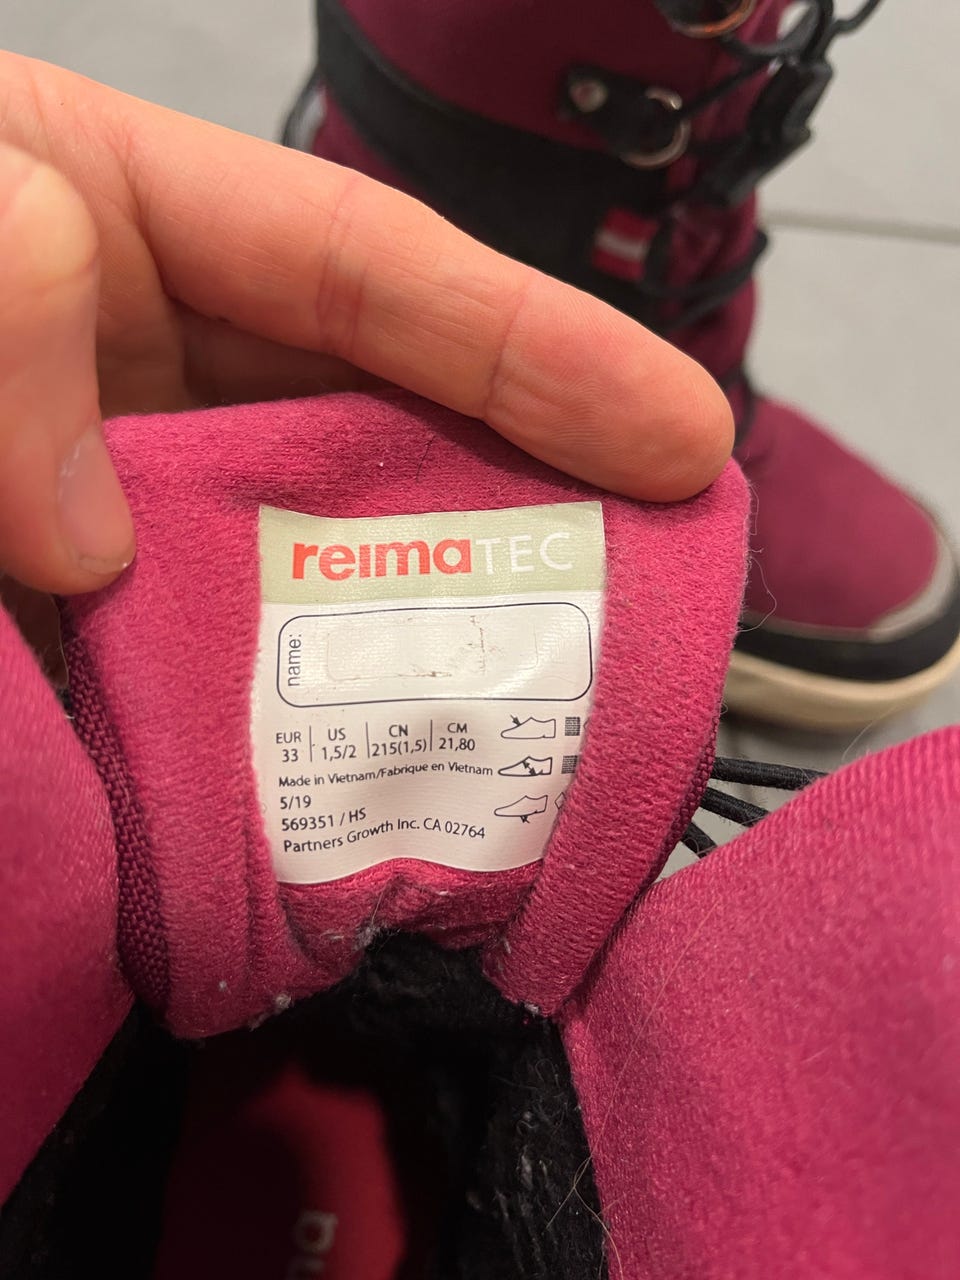 reimaTEC
name:
EUR US CN CM
33 1,5/2 215(1,5) 21,80
Made in Vietnam/Fabrique en Vietnam
5/19
569351 / HS
Partners Growth Inc. CA 02764